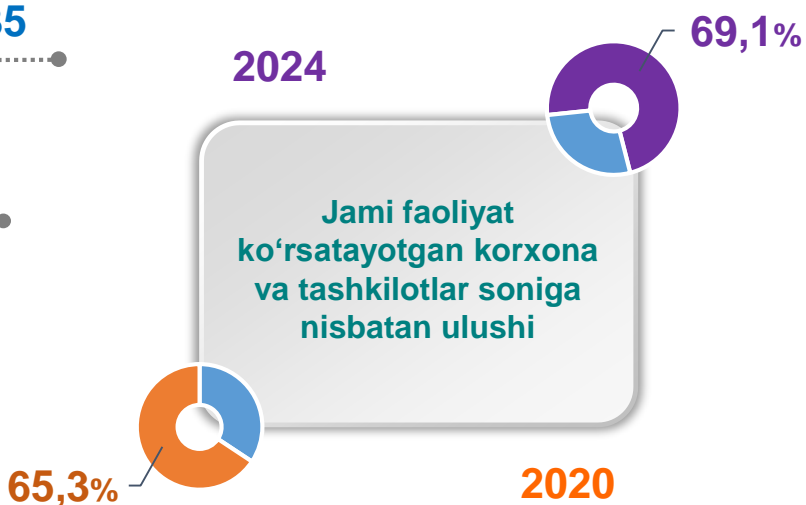 69,1%
2024
Jami faoliyat
ko‘rsatayotgan korxona
va tashkilotlar soniga
nisbatan ulushi
65,3%
2020